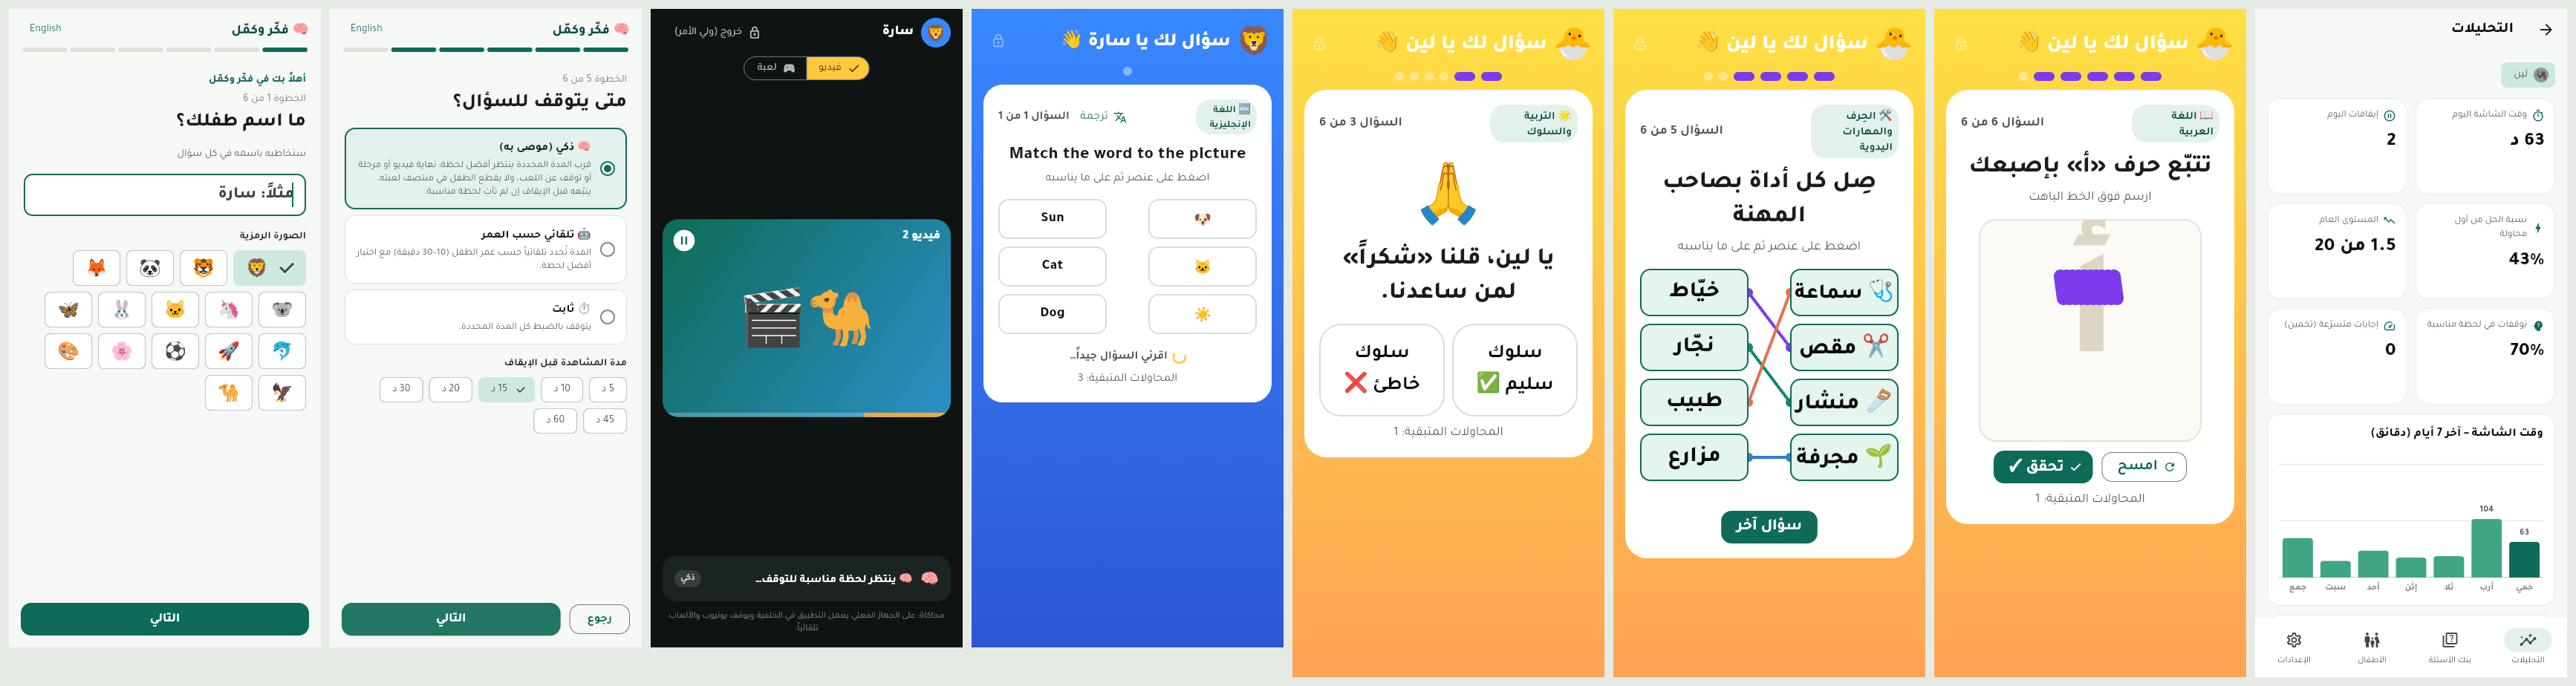 🧠 فكّر وكمّل
English
أهلاً بك في فكّر وكمّل
الخطوة 1 من 6
ما اسم طفلك؟
سنخاطبه باسمه في كل سؤال
مثلاً: سارة
الصورة الرمزية
التالي
🧠 فكّر وكمّل
English
الخطوة 5 من 6
متى يتوقف للسؤال؟
🧠 ذكي (موصى به)
قرب المدة المحددة ينتظر أفضل لحظة: نهاية فيديو أو مرحلة
أو توقف عن اللعب، ولا يقطع الطفل في منتصف لعبته.
ينبّهه قبل الإيقاف إن لم تأتِ لحظة مناسبة.
🤖 تلقائي حسب العمر
المدة تُحدد تلقائياً حسب عمر الطفل (10–30 دقيقة) مع اختيار
أفضل لحظة.
⏱️ ثابت
يتوقف بالضبط كل المدة المحددة.
مدة المشاهدة قبل الإيقاف
5 د
10 د
15 د
20 د
30 د
45 د
60 د
رجوع
التالي
سارة
خروج (ولي الأمر)
فيديو
لعبة
فيديو 2
🧠 ينتظر لحظة مناسبة للتوقف...
ذكي
محاكاة: على الجهاز الفعلي يعمل التطبيق في الخلفية ويوقف يوتيوب والألعاب
تلقائياً.
سؤال لك يا سارة 👋
🔤 اللغة
الإنجليزية
ترجمة
السؤال 1 من 1
Match the word to the picture
اضغط على عنصر ثم على ما يناسبه
Sun
Cat
Dog
اقرئي السؤال جيداً...
المحاولات المتبقية: 3
سؤال لك يا لين 👋
🌟 التربية
والسلوك
السؤال 3 من 6
يا لين، قلنا «شكراً»
لمن ساعدنا.
سلوك
سليم ✅
سلوك
خاطئ ❌
المحاولات المتبقية: 1
سؤال لك يا لين 👋
🛠️ الحِرف
والمهارات
اليدوية
السؤال 5 من 6
صِل كل أداة بصاحب
المهنة
اضغط على عنصر ثم على ما يناسبه
🩺 سماعة
خيّاط
✂️ مقص
نجّار
🪚 منشار
طبيب
🌱 مجرفة
مزارع
سؤال آخر
سؤال لك يا لين 👋
📖 اللغة
العربية
السؤال 6 من 6
تتبّع حرف «أ» بإصبعك
ارسم فوق الخط الباهت
أ
امسح
تحقق ✓
المحاولات المتبقية: 1
التحليلات
لين
وقت الشاشة اليوم
63 د
إيقافات اليوم
2
نسبة الحل من أول
محاولة
43%
المستوى العام
1.5 من 20
توقفات في لحظة مناسبة
70%
إجابات متسرّعة (تخمين)
0
وقت الشاشة – آخر 7 أيام (دقائق)
104
63
خمي
أرب
ثلا
إثن
أحد
سبت
جمع
التحليلات
بنك الأسئلة
الأطفال
الإعدادات